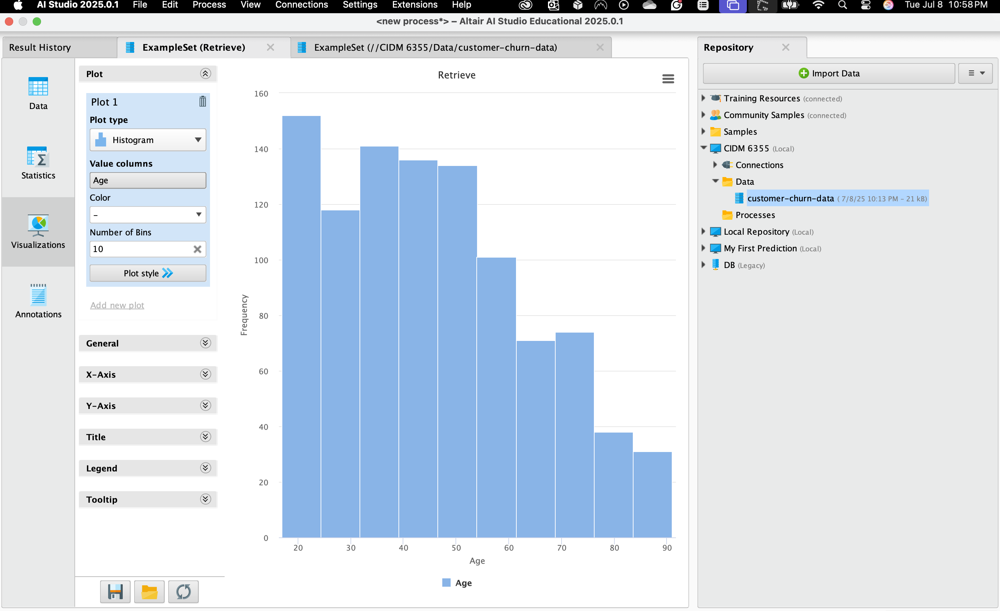 AI Studio 2025.0.1 File Edit Process View Connections Settings Extensions Help Tue Jul 8 10:58 PM
<new process*> – Altair AI Studio Educational 2025.0.1
Result History
ExampleSet (Retrieve)
ExampleSet (//CIDM 6355/Data/customer-churn-data)
Repository
Data
Statistics
Visualizations
Annotations
Plot
Plot 1
Plot type
Histogram
Value columns
Age
Color
–
Number of Bins
10
Plot style
Add new plot
General
X-Axis
Y-Axis
Title
Legend
Tooltip
Retrieve
160
140
120
100
80
60
40
20
0
Frequency
20 30 40 50 60 70 80 90
Age
Age
Import Data
Training Resources (connected)
Community Samples (connected)
Samples
CIDM 6355 (Local)
Connections
Data
customer-churn-data ( 7/8/25 10:13 PM – 21 kB)
Processes
Local Repository (Local)
My First Prediction (Local)
DB (Legacy)